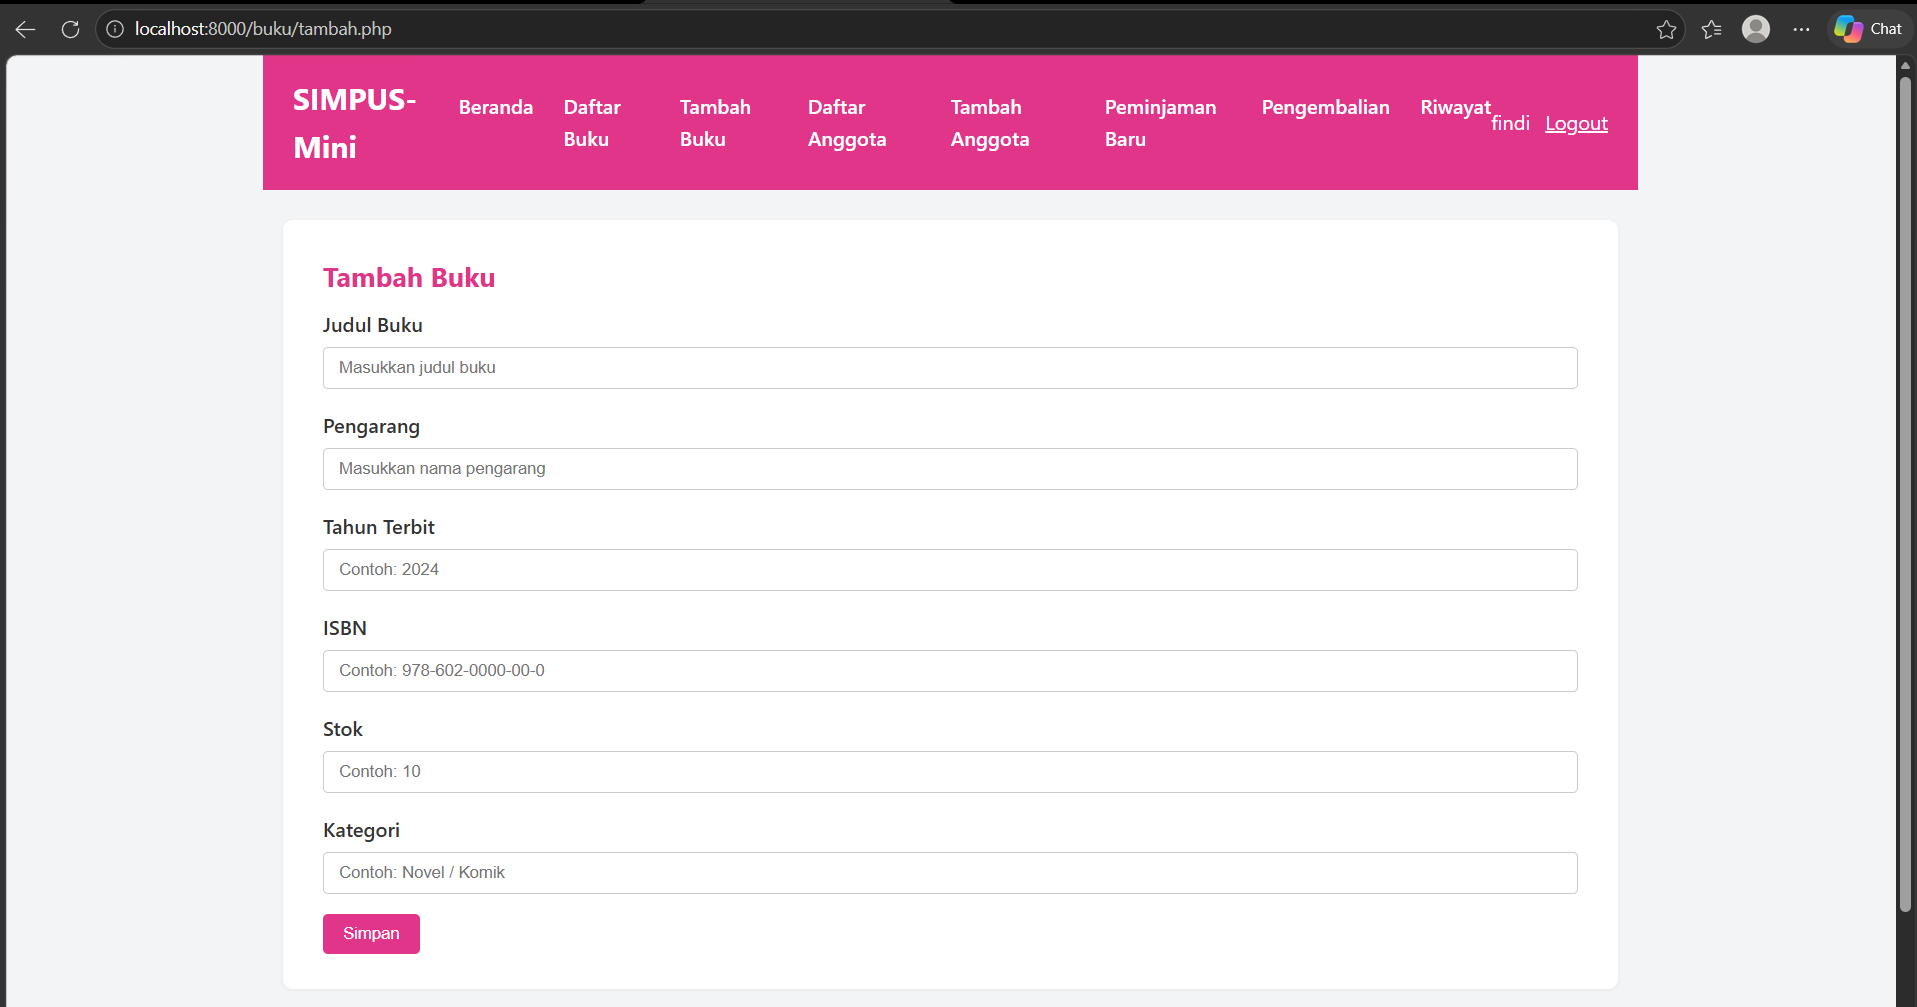 localhost:8000/buku/tambah.php
Chat
SIMPUS-
Mini
Beranda
Daftar
Buku
Tambah
Buku
Daftar
Anggota
Tambah
Anggota
Peminjaman
Baru
Pengembalian
Riwayat
findi
Logout
Tambah Buku
Judul Buku
Masukkan judul buku
Pengarang
Masukkan nama pengarang
Tahun Terbit
Contoh: 2024
ISBN
Contoh: 978-602-0000-00-0
Stok
Contoh: 10
Kategori
Contoh: Novel / Komik
Simpan